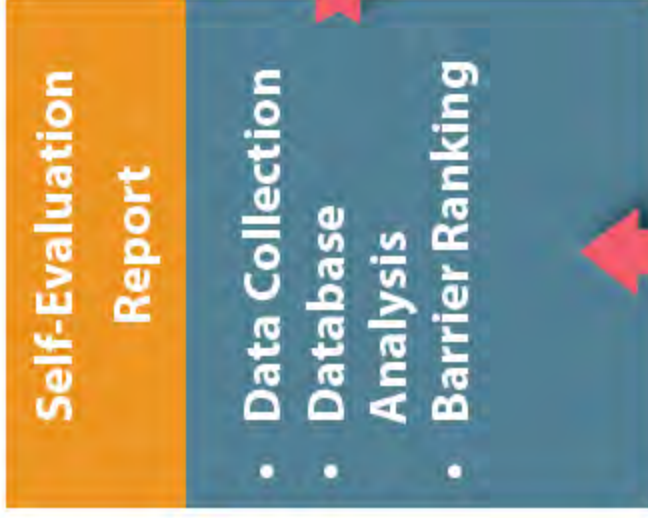 Self-Evaluation
Report
• Data Collection
• Database
Analysis
• Barrier Ranking